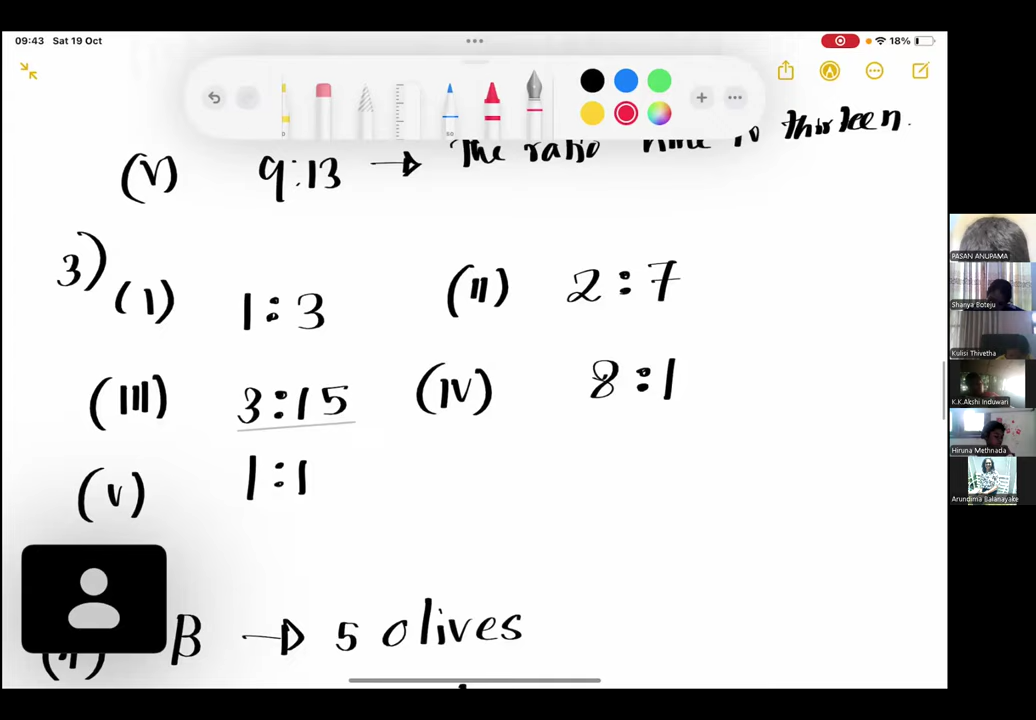 09:43 Sat 19 Oct
18%
The ratio nine to thirteen.
(V) 9:13
3) (I) 1:3 (II) 2:7
(III) 3:15 (IV) 8:1
(V) 1:1
B → 5 olives
PASAN ANUPAMA
Shanya Boteju
Kulisi Thivetha
K.K.Akshi Induwari
Hiruna Methnada
Arundima Balanayake